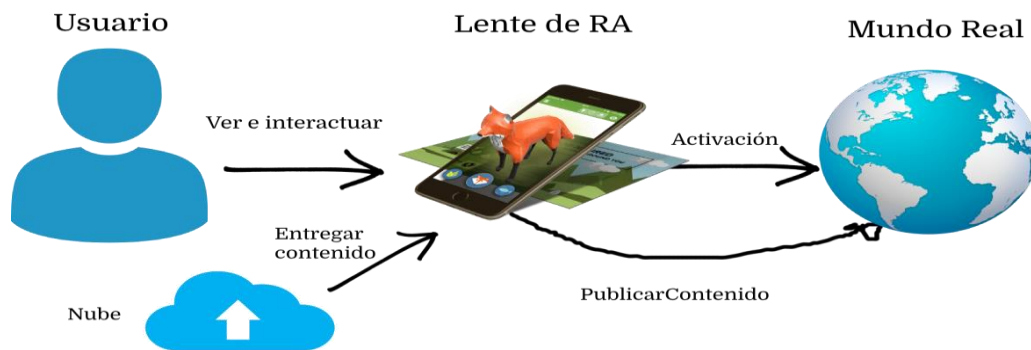 Usuario
Lente de RA
Mundo Real
Ver e interactuar
Activación
Entregar
contenido
PublicarContenido
Nube